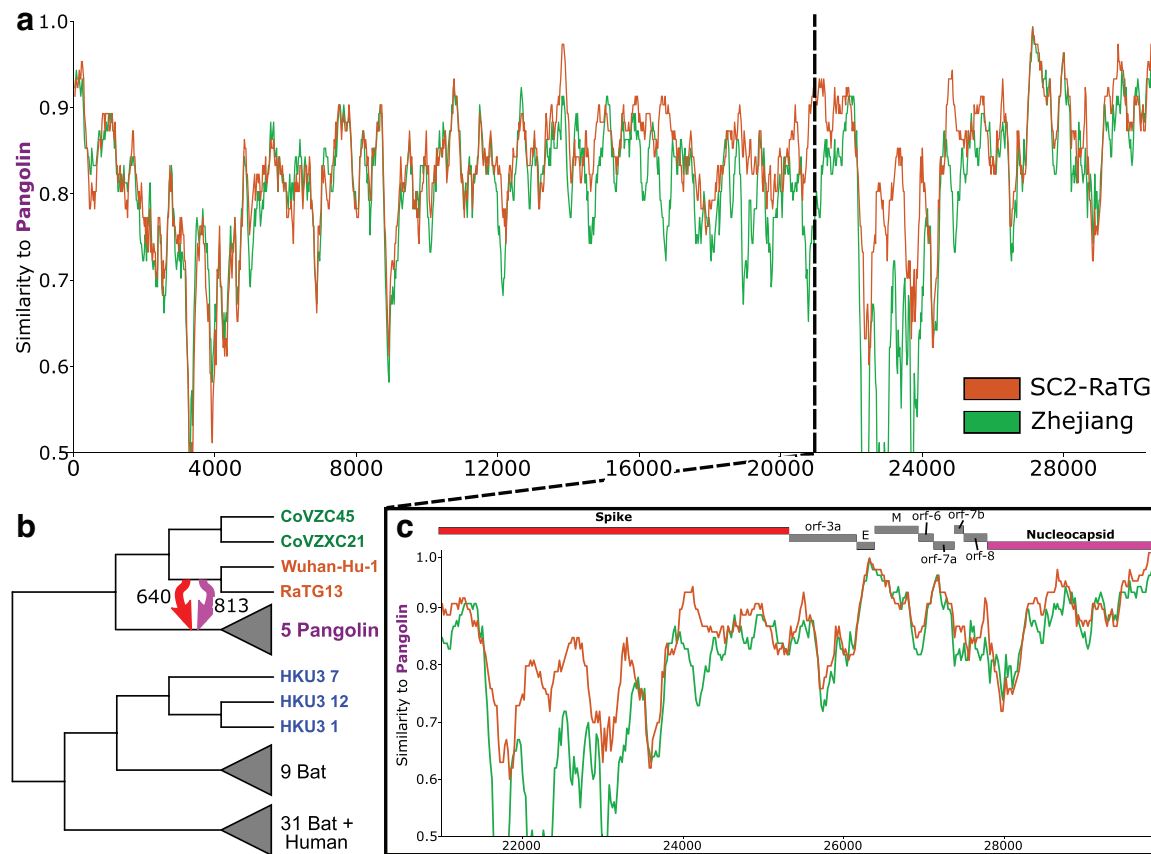 a
1.0
0.9
0.8
0.7
0.6
0.5
Similarity to Pangolin
0
4000
8000
12000
16000
20000
24000
28000
SC2-RaTG
Zhejiang
b
CoVZC45
CoVZXC21
Wuhan-Hu-1
RaTG13
640
813
5 Pangolin
HKU3 7
HKU3 12
HKU3 1
9 Bat
31 Bat +
Human
c
Spike
orf-3a
E
M
orf-6
orf-7a
orf-7b
orf-8
Nucleocapsid
1.0
0.9
0.8
0.7
0.6
0.5
Similarity to Pangolin
22000
24000
26000
28000